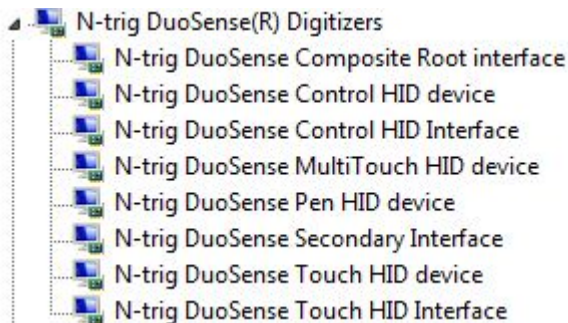 N-trig DuoSense(R) Digitizers
N-trig DuoSense Composite Root interface
N-trig DuoSense Control HID device
N-trig DuoSense Control HID Interface
N-trig DuoSense MultiTouch HID device
N-trig DuoSense Pen HID device
N-trig DuoSense Secondary Interface
N-trig DuoSense Touch HID device
N-trig DuoSense Touch HID Interface